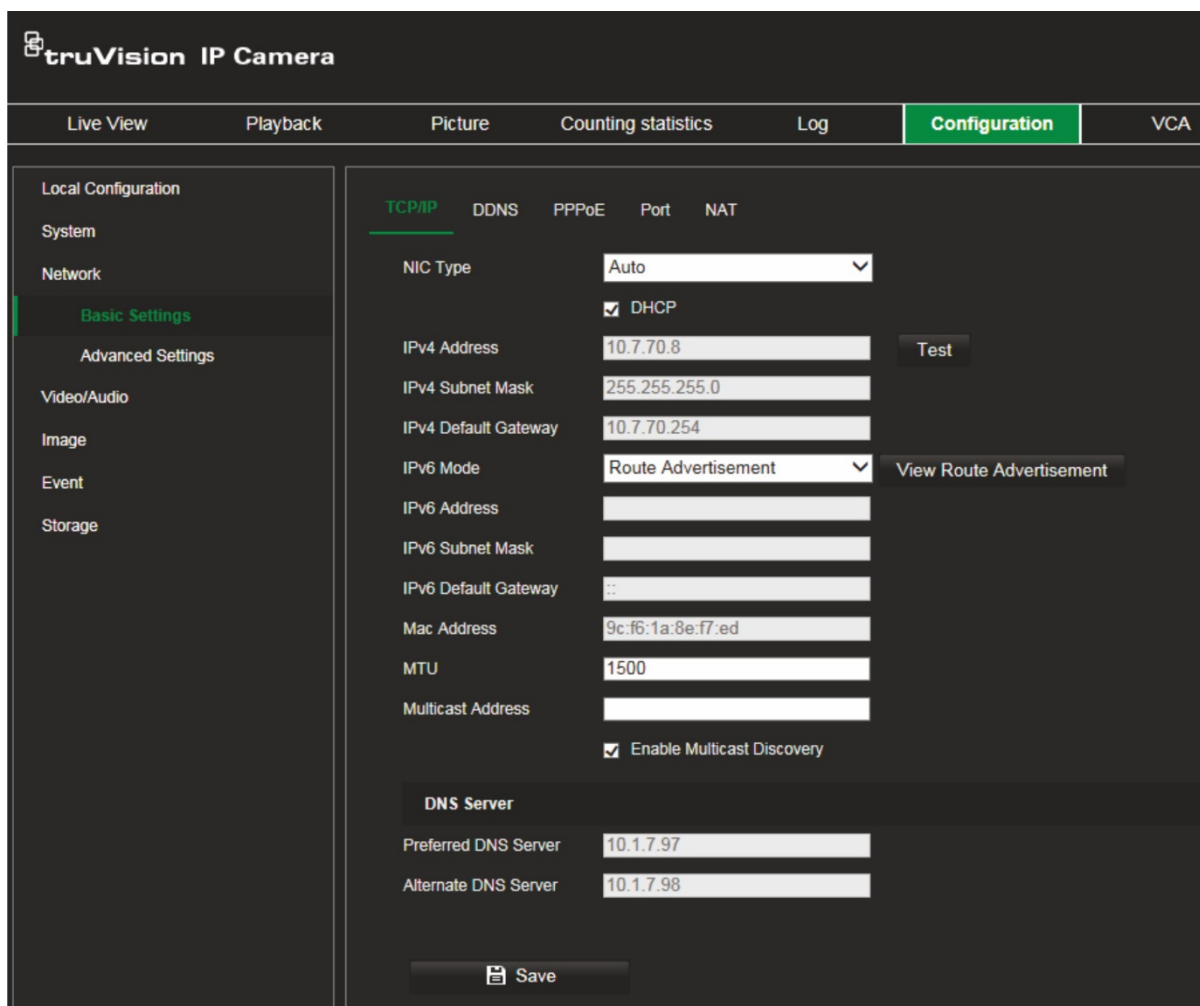 truVision IP Camera
Live View Playback Picture Counting statistics Log Configuration VCA
Local Configuration
System
Network
Basic Settings
Advanced Settings
Video/Audio
Image
Event
Storage
TCP/IP DDNS PPPoE Port NAT
NIC Type Auto
DHCP
IPv4 Address 10.7.70.8 Test
IPv4 Subnet Mask 255.255.255.0
IPv4 Default Gateway 10.7.70.254
IPv6 Mode Route Advertisement View Route Advertisement
IPv6 Address
IPv6 Subnet Mask
IPv6 Default Gateway ::
Mac Address 9c:f6:1a:8e:f7:ed
MTU 1500
Multicast Address
Enable Multicast Discovery
DNS Server
Preferred DNS Server 10.1.7.97
Alternate DNS Server 10.1.7.98
Save